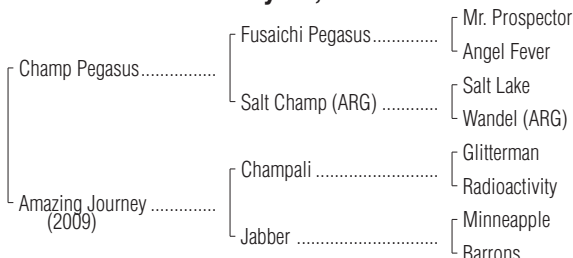 Mr. Prospector
Fusaichi Pegasus..............
Angel Fever
Champ Pegasus................
Salt Lake
Salt Champ (ARG) ............
Wandel (ARG)
Glitterman
Champali ..........................
Radioactivity
Amazing Journey ..............
(2009)
Minneapple
Jabber ..............................
Barrons